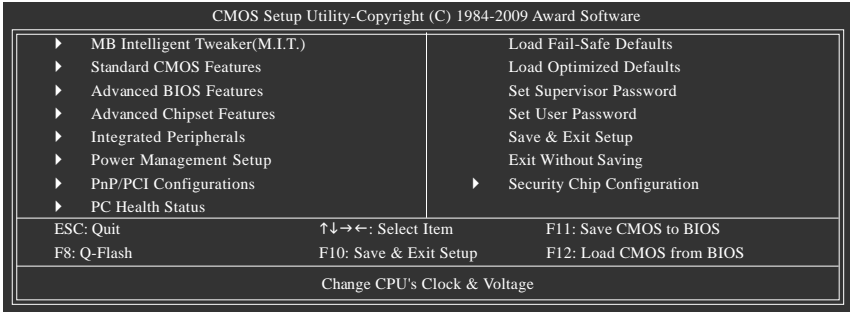 CMOS Setup Utility-Copyright (C) 1984-2009 Award Software
MB Intelligent Tweaker(M.I.T.)
Standard CMOS Features
Advanced BIOS Features
Advanced Chipset Features
Integrated Peripherals
Power Management Setup
PnP/PCI Configurations
PC Health Status
Load Fail-Safe Defaults
Load Optimized Defaults
Set Supervisor Password
Set User Password
Save & Exit Setup
Exit Without Saving
Security Chip Configuration
ESC: Quit ↑↓→←: Select Item F11: Save CMOS to BIOS
F8: Q-Flash F10: Save & Exit Setup F12: Load CMOS from BIOS
Change CPU's Clock & Voltage